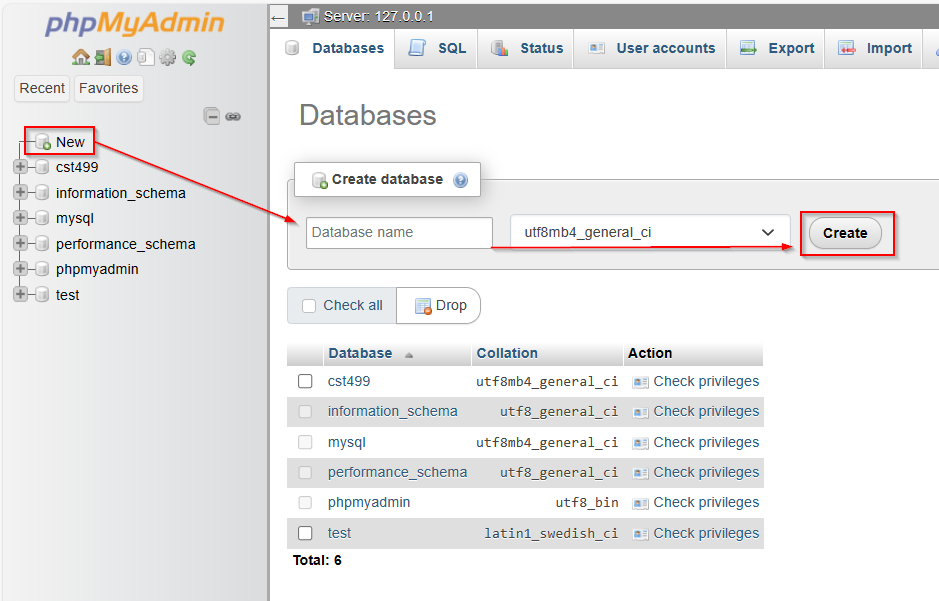 phpMyAdmin
Recent Favorites
New
cst499
information_schema
mysql
performance_schema
phpmyadmin
test
Server: 127.0.0.1
Databases SQL Status User accounts Export Import
Databases
Create database
Database name utf8mb4_general_ci Create
Check all Drop
Database Collation Action
cst499 utf8mb4_general_ci Check privileges
information_schema utf8_general_ci Check privileges
mysql utf8mb4_general_ci Check privileges
performance_schema utf8_general_ci Check privileges
phpmyadmin utf8_bin Check privileges
test latin1_swedish_ci Check privileges
Total: 6